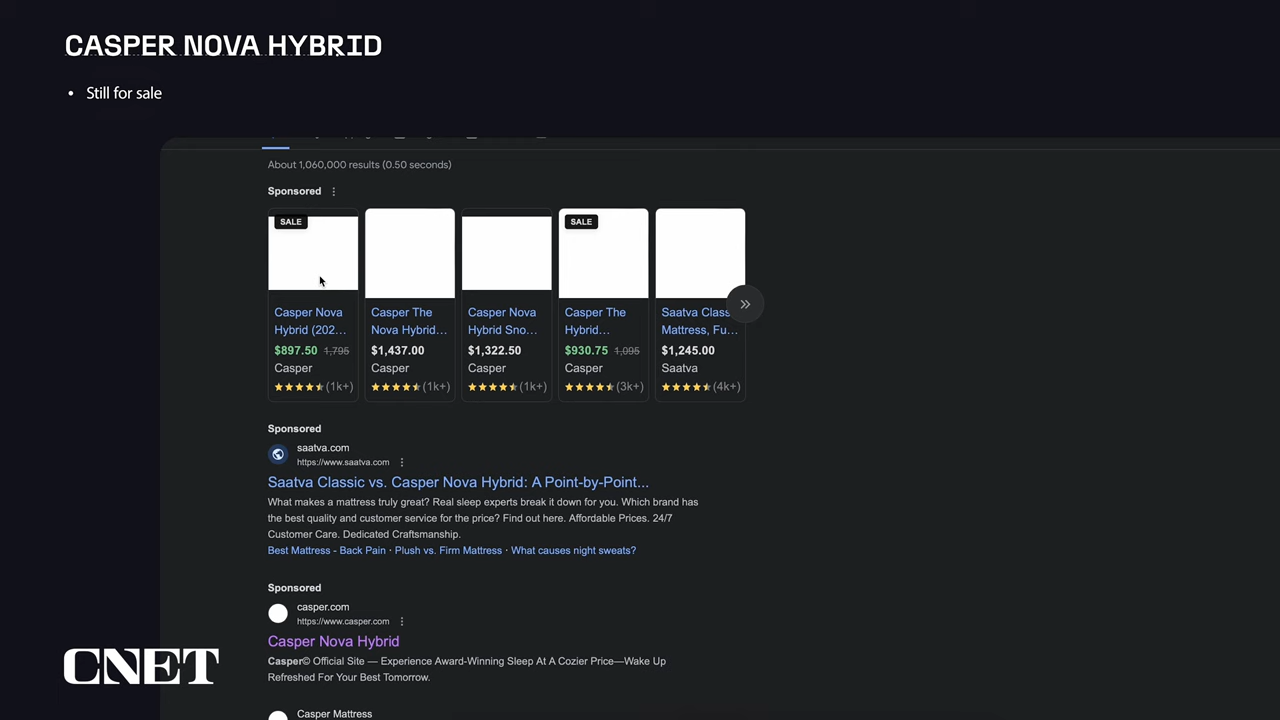 CASPER NOVA HYBRID
• Still for sale
About 1,060,000 results (0.50 seconds)
Sponsored
SALE
Casper Nova
Hybrid (202...
$897.50 1,795
Casper
(1k+)
Casper The
Nova Hybrid...
$1,437.00
Casper
(1k+)
Casper Nova
Hybrid Sno...
$1,322.50
Casper
(1k+)
SALE
Casper The
Hybrid...
$930.75 1,095
Casper
(3k+)
Saatva Class
Mattress, Fu...
$1,245.00
Saatva
(4k+)
Sponsored
saatva.com
https://www.saatva.com
Saatva Classic vs. Casper Nova Hybrid: A Point-by-Point...
What makes a mattress truly great? Real sleep experts break it down for you. Which brand has
the best quality and customer service for the price? Find out here. Affordable Prices. 24/7
Customer Care. Dedicated Craftsmanship.
Best Mattress - Back Pain · Plush vs. Firm Mattress · What causes night sweats?
Sponsored
casper.com
https://www.casper.com
Casper Nova Hybrid
Casper© Official Site — Experience Award-Winning Sleep At A Cozier Price—Wake Up
Refreshed For Your Best Tomorrow.
Casper Mattress
CNET